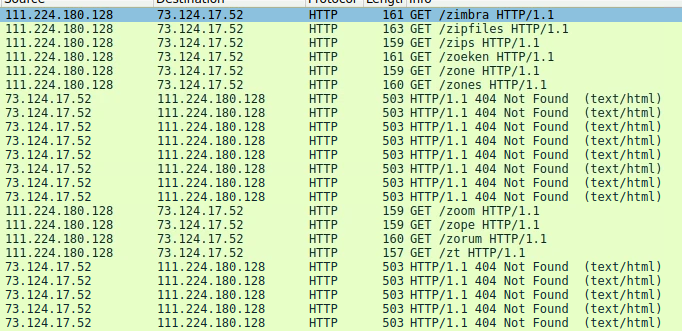 Source Destination Protocol Length Info
111.224.180.128 73.124.17.52 HTTP 161 GET /zimbra HTTP/1.1
111.224.180.128 73.124.17.52 HTTP 163 GET /zipfiles HTTP/1.1
111.224.180.128 73.124.17.52 HTTP 159 GET /zips HTTP/1.1
111.224.180.128 73.124.17.52 HTTP 161 GET /zoeken HTTP/1.1
111.224.180.128 73.124.17.52 HTTP 159 GET /zone HTTP/1.1
111.224.180.128 73.124.17.52 HTTP 160 GET /zones HTTP/1.1
73.124.17.52 111.224.180.128 HTTP 503 HTTP/1.1 404 Not Found (text/html)
73.124.17.52 111.224.180.128 HTTP 503 HTTP/1.1 404 Not Found (text/html)
73.124.17.52 111.224.180.128 HTTP 503 HTTP/1.1 404 Not Found (text/html)
73.124.17.52 111.224.180.128 HTTP 503 HTTP/1.1 404 Not Found (text/html)
73.124.17.52 111.224.180.128 HTTP 503 HTTP/1.1 404 Not Found (text/html)
73.124.17.52 111.224.180.128 HTTP 503 HTTP/1.1 404 Not Found (text/html)
73.124.17.52 111.224.180.128 HTTP 503 HTTP/1.1 404 Not Found (text/html)
73.124.17.52 111.224.180.128 HTTP 503 HTTP/1.1 404 Not Found (text/html)
111.224.180.128 73.124.17.52 HTTP 159 GET /zoom HTTP/1.1
111.224.180.128 73.124.17.52 HTTP 159 GET /zope HTTP/1.1
111.224.180.128 73.124.17.52 HTTP 160 GET /zorum HTTP/1.1
111.224.180.128 73.124.17.52 HTTP 157 GET /zt HTTP/1.1
73.124.17.52 111.224.180.128 HTTP 503 HTTP/1.1 404 Not Found (text/html)
73.124.17.52 111.224.180.128 HTTP 503 HTTP/1.1 404 Not Found (text/html)
73.124.17.52 111.224.180.128 HTTP 503 HTTP/1.1 404 Not Found (text/html)
73.124.17.52 111.224.180.128 HTTP 503 HTTP/1.1 404 Not Found (text/html)
73.124.17.52 111.224.180.128 HTTP 503 HTTP/1.1 404 Not Found (text/html)